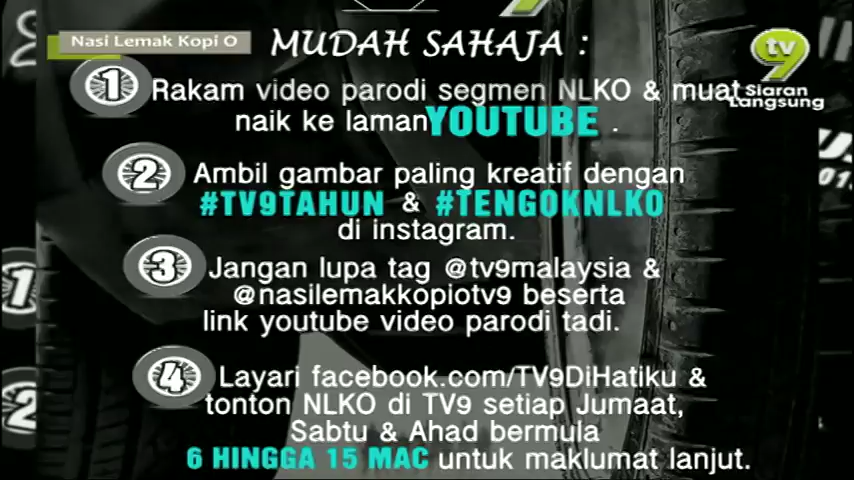 Nasi Lemak Kopi O
MUDAH SAHAJA :
tv9
Siaran
Langsung
1 Rakam video parodi segmen NLKO & muat
naik ke laman YOUTUBE .
2 Ambil gambar paling kreatif dengan
#TV9TAHUN & #TENGOKNLKO
di instagram.
3 Jangan lupa tag @tv9malaysia &
@nasilemakkopiotv9 beserta
link youtube video parodi tadi.
4 Layari facebook.com/TV9DiHatiku &
tonton NLKO di TV9 setiap Jumaat,
Sabtu & Ahad bermula
6 HINGGA 15 MAC untuk maklumat lanjut.
1
2